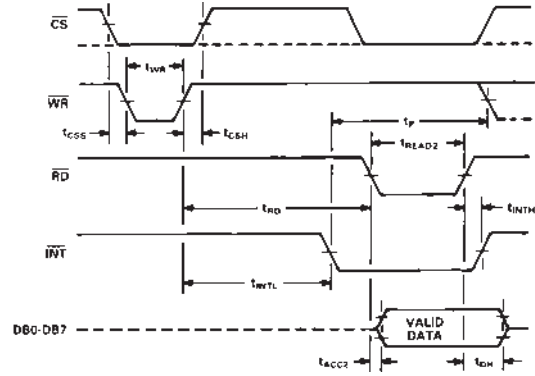 CS
tWR
WR
tCSS
tCSH
tP
tREAD2
RD
tRD
tINTH
INT
tINTL
DB0-DB7
VALID
DATA
tACC2
tDH